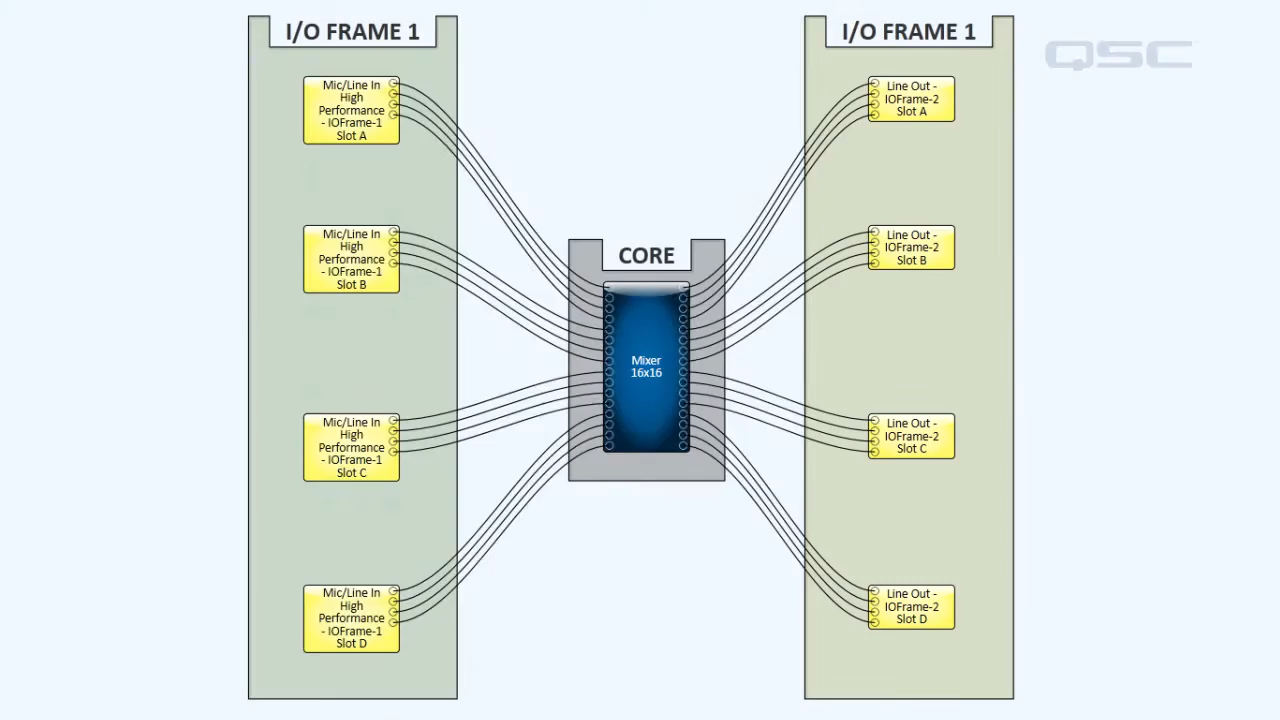 I/O FRAME 1
I/O FRAME 1
QSC
Mic/Line In
High
Performance
- IOFrame-1
Slot A
Line Out -
IOFrame-2
Slot A
Mic/Line In
High
Performance
- IOFrame-1
Slot B
Line Out -
IOFrame-2
Slot B
CORE
Mixer
16x16
Mic/Line In
High
Performance
- IOFrame-1
Slot C
Line Out -
IOFrame-2
Slot C
Mic/Line In
High
Performance
- IOFrame-1
Slot D
Line Out -
IOFrame-2
Slot D